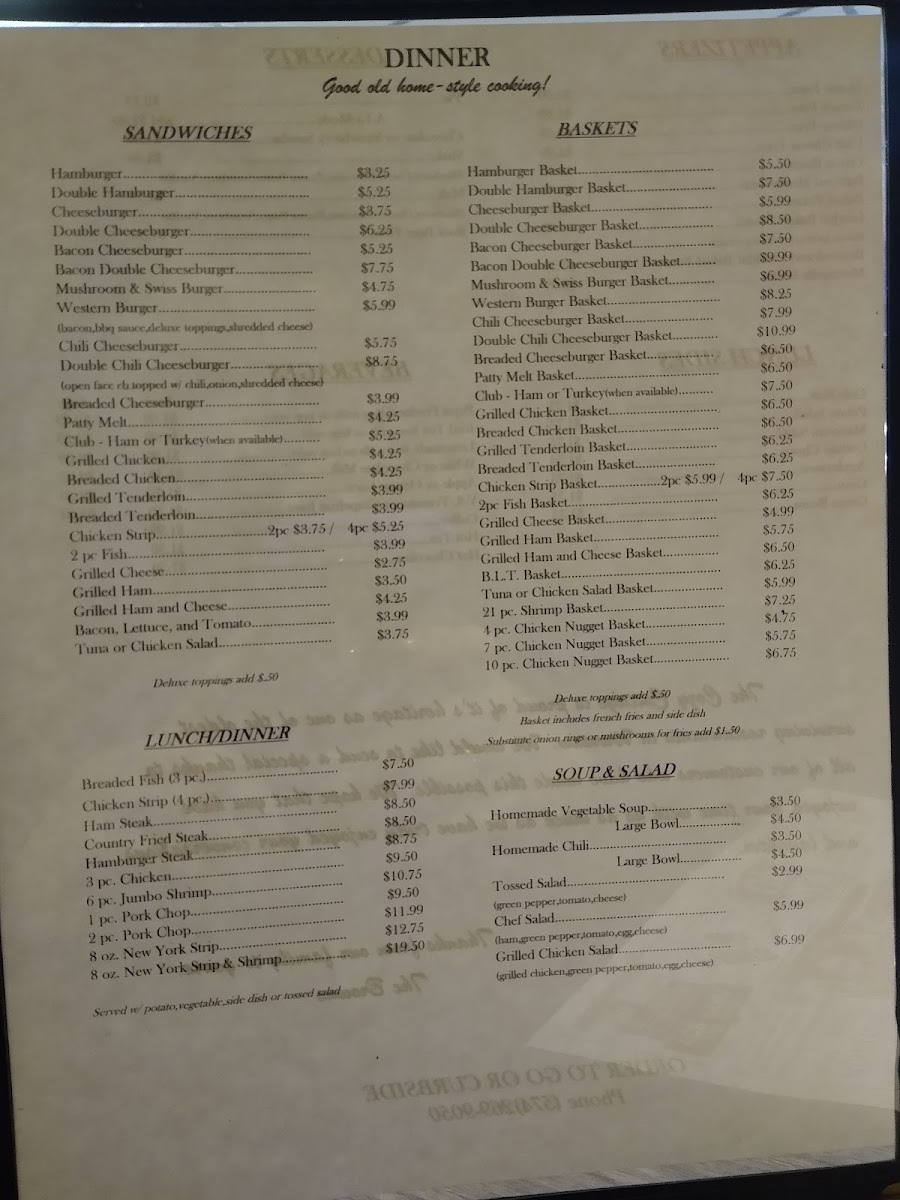 DINNER
Good old home-style cooking!
SANDWICHES
Hamburger................ $3.25
Double Hamburger................ $5.25
Cheeseburger................ $3.75
Double Cheeseburger................ $6.25
Bacon Cheeseburger................ $5.25
Bacon Double Cheeseburger................ $7.75
Mushroom & Swiss Burger................ $4.75
Western Burger................ $5.99
(bacon,bbq sauce,deluxe toppings,shredded cheese)
Chili Cheeseburger................ $5.75
Double Chili Cheeseburger................ $8.75
(open face cb topped w/ chili,onion,shredded cheese)
Breaded Cheeseburger................ $3.99
Patty Melt................ $4.25
Club - Ham or Turkey(when available).......... $5.25
Grilled Chicken................ $4.25
Breaded Chicken................ $4.25
Grilled Tenderloin................ $3.99
Breaded Tenderloin................ $3.99
Chicken Strip................2pc $3.75 / 4pc $5.25
2 pc Fish................ $3.99
Grilled Cheese................ $2.75
Grilled Ham................ $3.50
Grilled Ham and Cheese................ $4.25
Bacon, Lettuce, and Tomato................ $3.99
Tuna or Chicken Salad................ $3.75
Deluxe toppings add $.50
LUNCH/DINNER
Breaded Fish (3 pc.)................ $7.50
Chicken Strip (4 pc.)................ $7.99
Ham Steak................ $8.50
Country Fried Steak................ $8.50
Hamburger Steak................ $8.75
3 pc. Chicken................ $9.50
6 pc. Jumbo Shrimp................ $10.75
1 pc. Pork Chop................ $9.50
2 pc. Pork Chop................ $11.99
8 oz. New York Strip................ $12.75
8 oz. New York Strip & Shrimp................ $19.50
Served w/ potato,vegetable,side dish or tossed salad
BASKETS
Hamburger Basket................ $5.50
Double Hamburger Basket................ $7.50
Cheeseburger Basket................ $5.99
Double Cheeseburger Basket................ $8.50
Bacon Cheeseburger Basket................ $7.50
Bacon Double Cheeseburger Basket.......... $9.99
Mushroom & Swiss Burger Basket............ $6.99
Western Burger Basket................ $8.25
Chili Cheeseburger Basket................ $7.99
Double Chili Cheeseburger Basket............ $10.99
Breaded Cheeseburger Basket................ $6.50
Patty Melt Basket................ $6.50
Club - Ham or Turkey(when available).......... $7.50
Grilled Chicken Basket................ $6.50
Breaded Chicken Basket................ $6.50
Grilled Tenderloin Basket................ $6.25
Breaded Tenderloin Basket................ $6.25
Chicken Strip Basket................2pc $5.99 / 4pc $7.50
2pc Fish Basket................ $6.25
Grilled Cheese Basket................ $4.99
Grilled Ham Basket................ $5.75
Grilled Ham and Cheese Basket................ $6.50
B.L.T. Basket................ $6.25
Tuna or Chicken Salad Basket................ $5.99
21 pc. Shrimp Basket................ $7.25
4 pc. Chicken Nugget Basket................ $4.75
7 pc. Chicken Nugget Basket................ $5.75
10 pc. Chicken Nugget Basket................ $6.75
Deluxe toppings add $.50
Basket includes french fries and side dish
Substitute onion rings or mushrooms for fries add $1.50
SOUP & SALAD
Homemade Vegetable Soup................ $3.50
Large Bowl................ $4.50
Homemade Chili................ $3.50
Large Bowl................ $4.50
Tossed Salad................ $2.99
(green pepper,tomato,cheese)
Chef Salad................ $5.99
(ham,green pepper,tomato,egg,cheese)
Grilled Chicken Salad................ $6.99
(grilled chicken,green pepper,tomato,egg,cheese)
ORDER TO GO OR CURBSIDE
Phone (574)269-9050